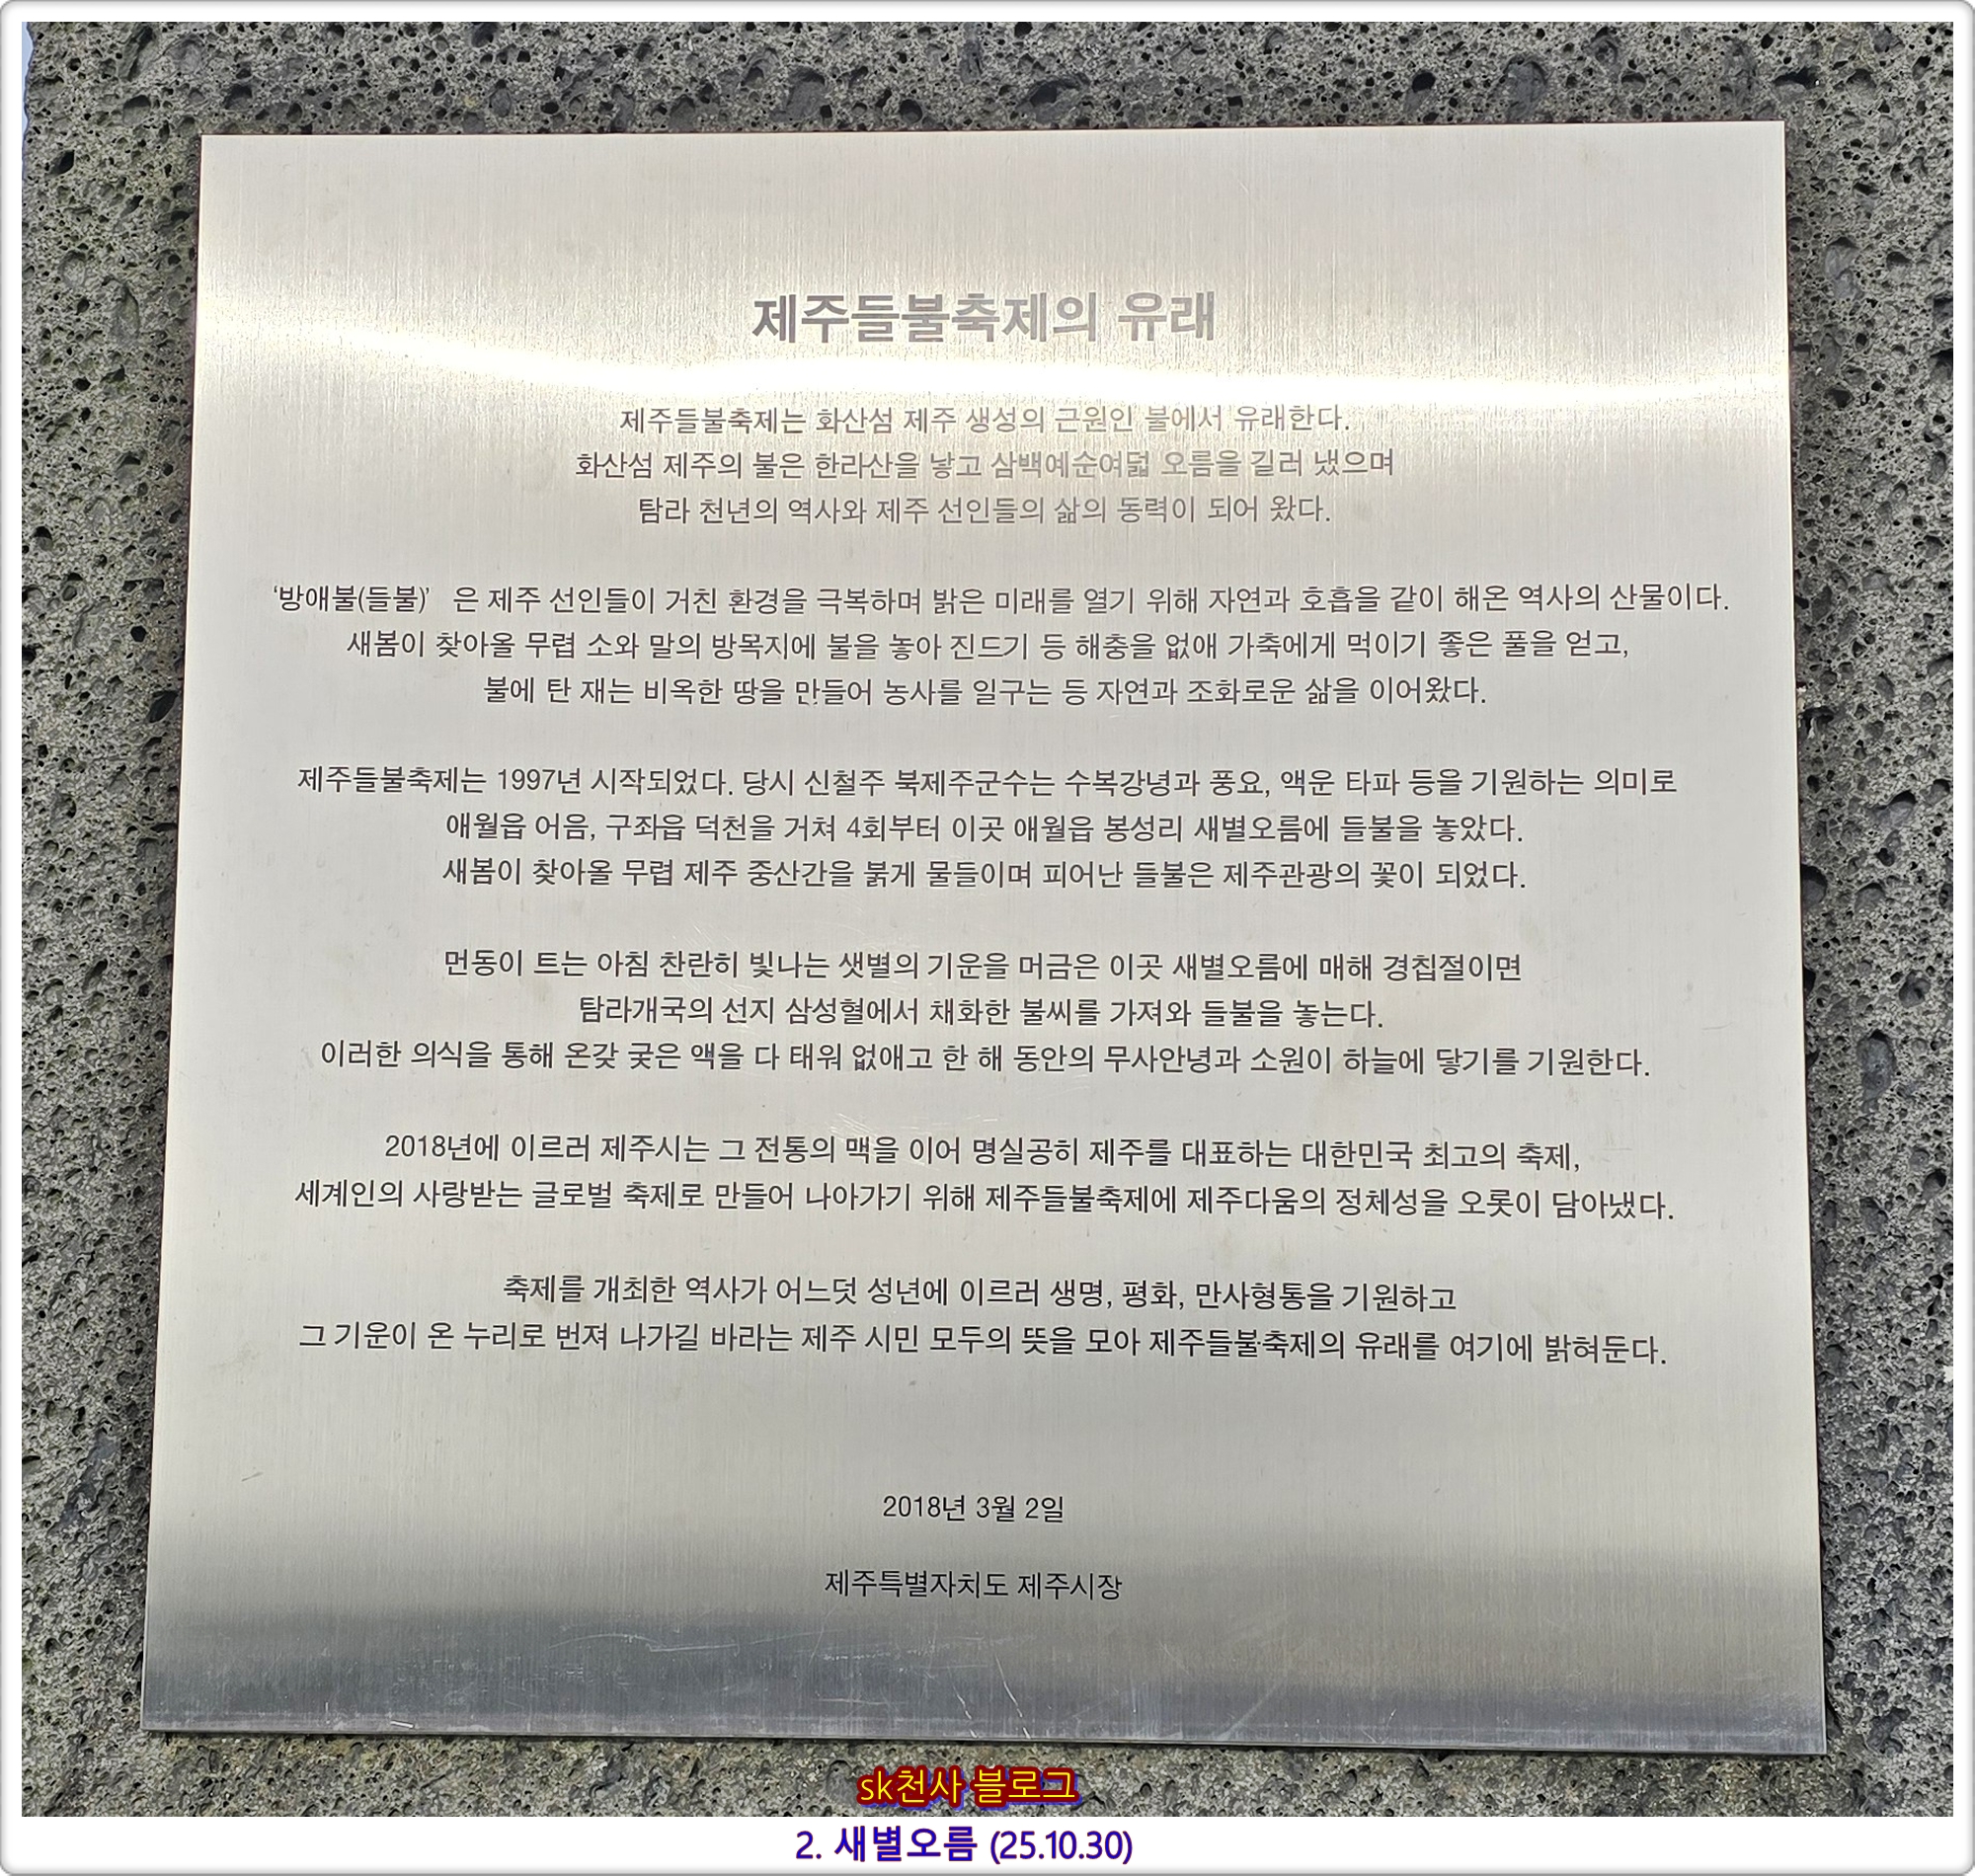 제주들불축제의 유래
제주들불축제는 화산섬 제주 생성의 근원인 불에서 유래한다.
화산섬 제주의 불은 한라산을 낳고 삼백예순여덟 오름을 길러 냈으며
탐라 천년의 역사와 제주 선인들의 삶의 동력이 되어 왔다.
‘방애불(들불)’ 은 제주 선인들이 거친 환경을 극복하며 밝은 미래를 열기 위해 자연과 호흡을 같이 해온 역사의 산물이다.
새봄이 찾아올 무렵 소와 말의 방목지에 불을 놓아 진드기 등 해충을 없애 가축에게 먹이기 좋은 풀을 얻고,
불에 탄 재는 비옥한 땅을 만들어 농사를 일구는 등 자연과 조화로운 삶을 이어왔다.
제주들불축제는 1997년 시작되었다. 당시 신철주 북제주군수는 수복강녕과 풍요, 액운 타파 등을 기원하는 의미로
애월읍 어음, 구좌읍 덕천을 거쳐 4회부터 이곳 애월읍 봉성리 새별오름에 들불을 놓았다.
새봄이 찾아올 무렵 제주 중산간을 붉게 물들이며 피어난 들불은 제주관광의 꽃이 되었다.
먼동이 트는 아침 찬란히 빛나는 샛별의 기운을 머금은 이곳 새별오름에 매해 경칩절이면
탐라개국의 선지 삼성혈에서 채화한 불씨를 가져와 들불을 놓는다.
이러한 의식을 통해 온갖 궂은 액을 다 태워 없애고 한 해 동안의 무사안녕과 소원이 하늘에 닿기를 기원한다.
2018년에 이르러 제주시는 그 전통의 맥을 이어 명실공히 제주를 대표하는 대한민국 최고의 축제,
세계인의 사랑받는 글로벌 축제로 만들어 나아가기 위해 제주들불축제에 제주다움의 정체성을 오롯이 담아냈다.
축제를 개최한 역사가 어느덧 성년에 이르러 생명, 평화, 만사형통을 기원하고
그 기운이 온 누리로 번져 나가길 바라는 제주 시민 모두의 뜻을 모아 제주들불축제의 유래를 여기에 밝혀둔다.
2018년 3월 2일
제주특별자치도 제주시장
sk천사 블로그
2. 새별오름 (25.10.30)